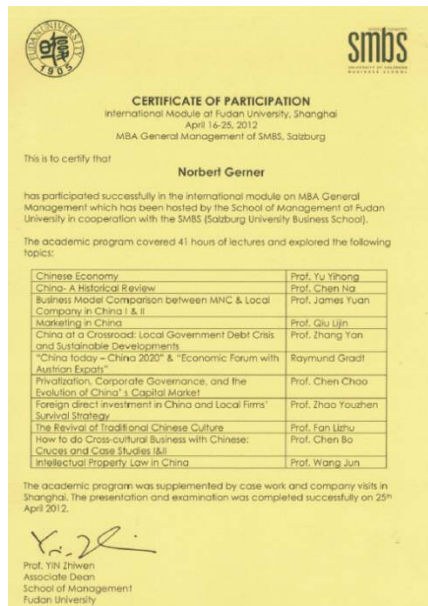 FUDAN UNIVERSITY
1905
smbs
UNIVERSITY OF SALZBURG
BUSINESS SCHOOL
CERTIFICATE OF PARTICIPATION
International Module at Fudan University, Shanghai
April 16-25, 2012
MBA General Management of SMBS, Salzburg
This is to certify that
Norbert Gerner
has participated successfully in the international module on MBA General
Management which has been hosted by the School of Management at Fudan
University in cooperation with the SMBS (Salzburg University Business School).
The academic program covered 41 hours of lectures and explored the following
topics:
Chinese Economy Prof. Yu Yihong
China- A Historical Review Prof. Chen Na
Business Model Comparison between MNC & Local Prof. James Yuan
Company in China I & II
Marketing in China Prof. Qiu Lijin
China at a Crossroad: Local Government Debt Crisis Prof. Zhang Yan
and Sustainable Developments
"China today – China 2020" & "Economic Forum with Raymund Gradt
Austrian Expats"
Privatization, Corporate Governance, and the Prof. Chen Chao
Evolution of China' s Capital Market
Foreign direct investment in China and Local Firms' Prof. Zhao Youzhen
Survival Strategy
The Revival of Traditional Chinese Culture Prof. Fan Lizhu
How to do Cross-cultural Business with Chinese: Prof. Chen Bo
Cruces and Case Studies I&II
Intellectual Property Law in China Prof. Wang Jun
The academic program was supplemented by case work and company visits in
Shanghai. The presentation and examination was completed successfully on 25th
April 2012.
Prof. YIN Zhiwen
Associate Dean
School of Management
Fudan University